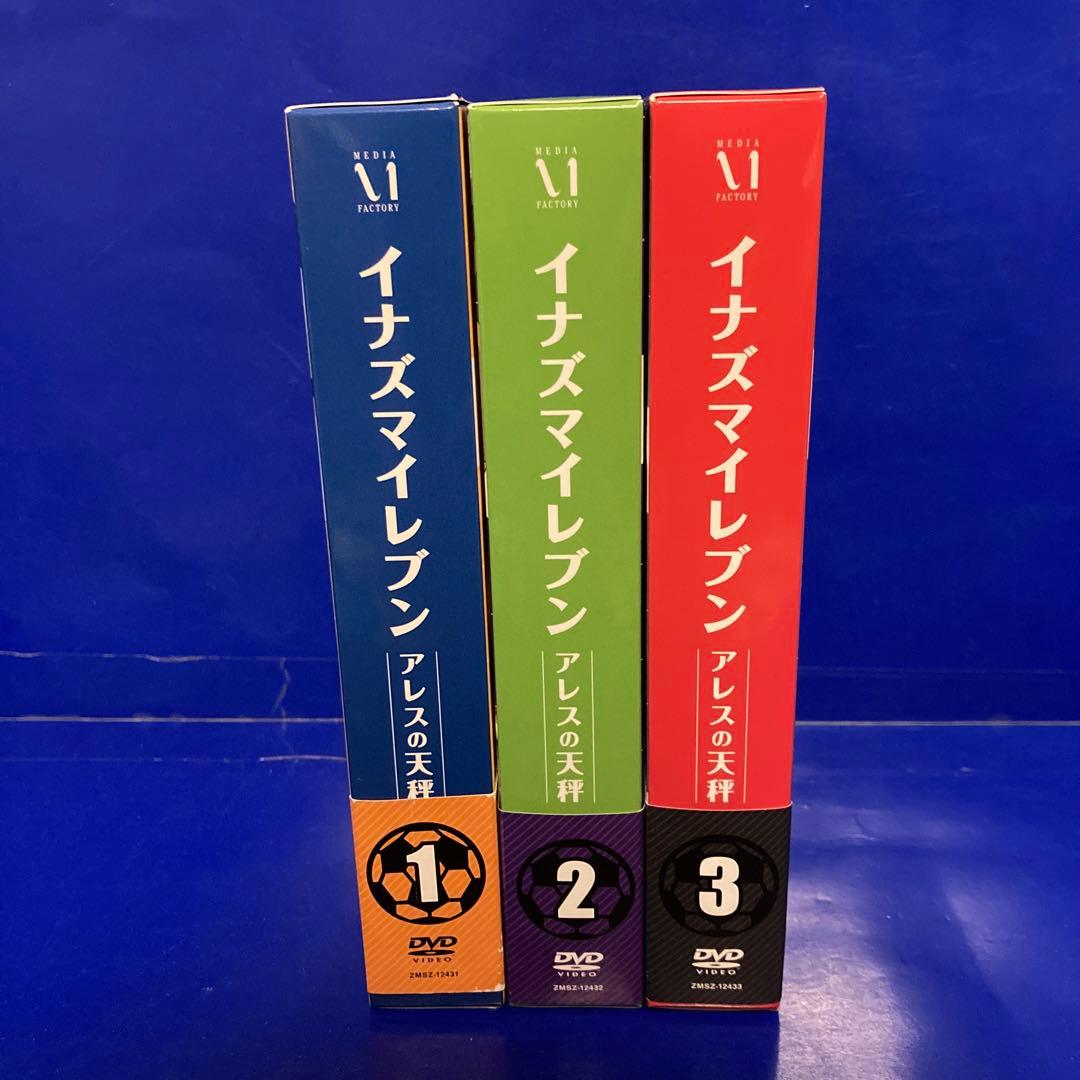 MEDIA
FACTORY
イナズマイレブン
アレスの天秤
1
DVD
VIDEO
ZMSZ-12431
MEDIA
FACTORY
イナズマイレブン
アレスの天秤
2
DVD
VIDEO
ZMSZ-12432
MEDIA
FACTORY
イナズマイレブン
アレスの天秤
3
DVD
VIDEO
ZMSZ-12433